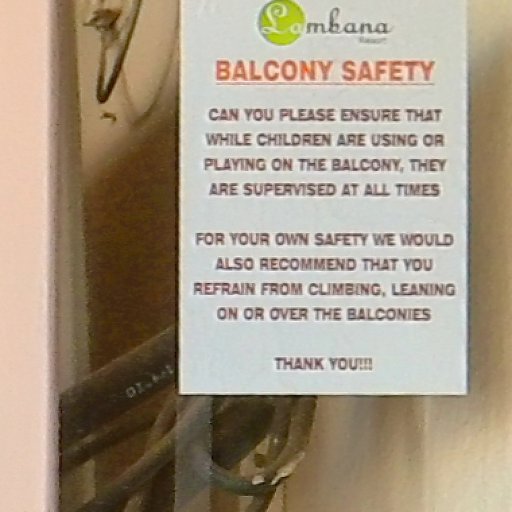 Lambana
Resort
BALCONY SAFETY
CAN YOU PLEASE ENSURE THAT
WHILE CHILDREN ARE USING OR
PLAYING ON THE BALCONY, THEY
ARE SUPERVISED AT ALL TIMES
FOR YOUR OWN SAFETY WE WOULD
ALSO RECOMMEND THAT YOU
REFRAIN FROM CLIMBING, LEANING
ON OR OVER THE BALCONIES
THANK YOU!!!